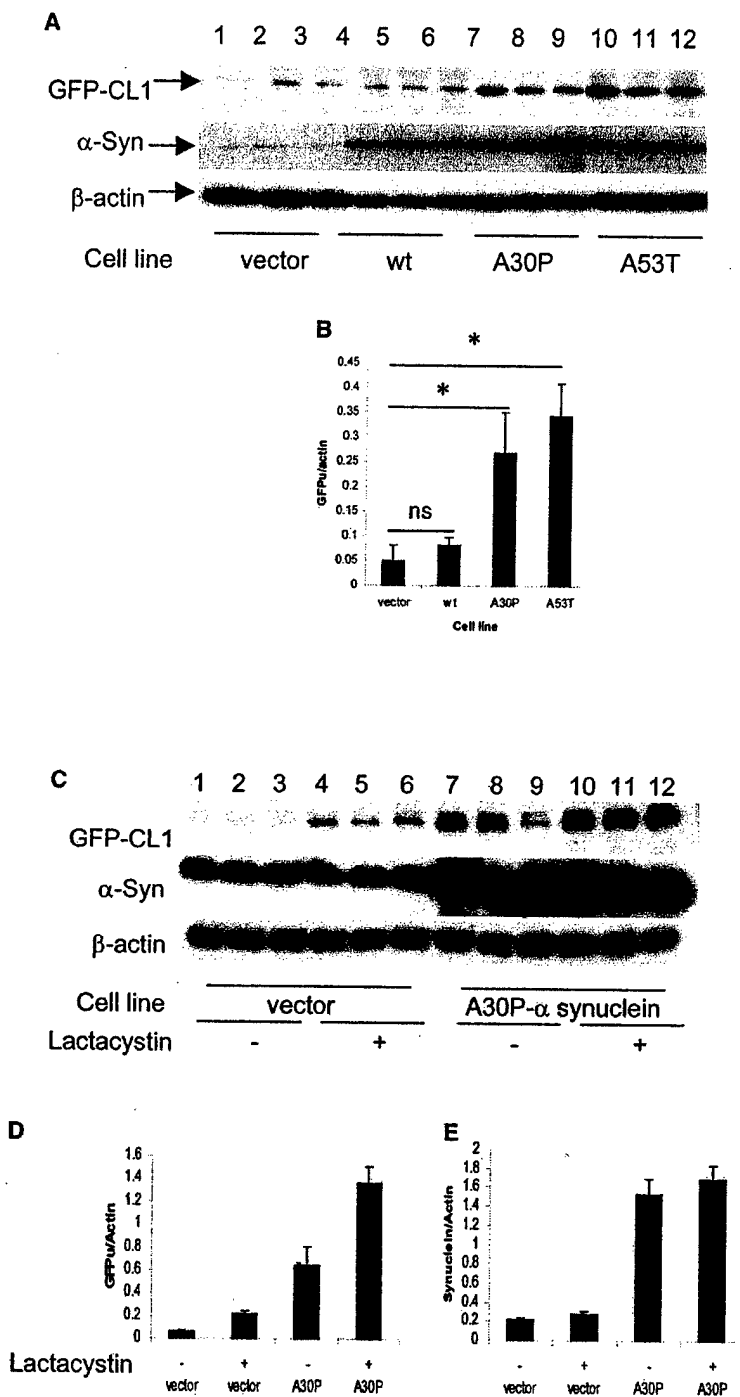 A
1 2 3 4 5 6 7 8 9 10 11 12
GFP-CL1
α-Syn
β-actin
Cell line vector wt A30P A53T
B
*
*
ns
0.45
0.4
0.35
0.3
0.25
0.15
0.1
0.05
0
GFPu/actin
vector wt A30P A53T
Cell line
C
1 2 3 4 5 6 7 8 9 10 11 12
GFP-CL1
α-Syn
β-actin
Cell line vector A30P-α synuclein
Lactacystin - + - +
D
1.6
1.4
1.2
1
0.8
0.6
0.4
0.2
0
GFPu/Actin
Lactacystin - + - +
vector vector A30P A30P
E
2
1.8
1.6
1.4
1.2
1
0.8
0.6
0.4
0.2
0
Synuclein/Actin
- + - +
vector vector A30P A30P